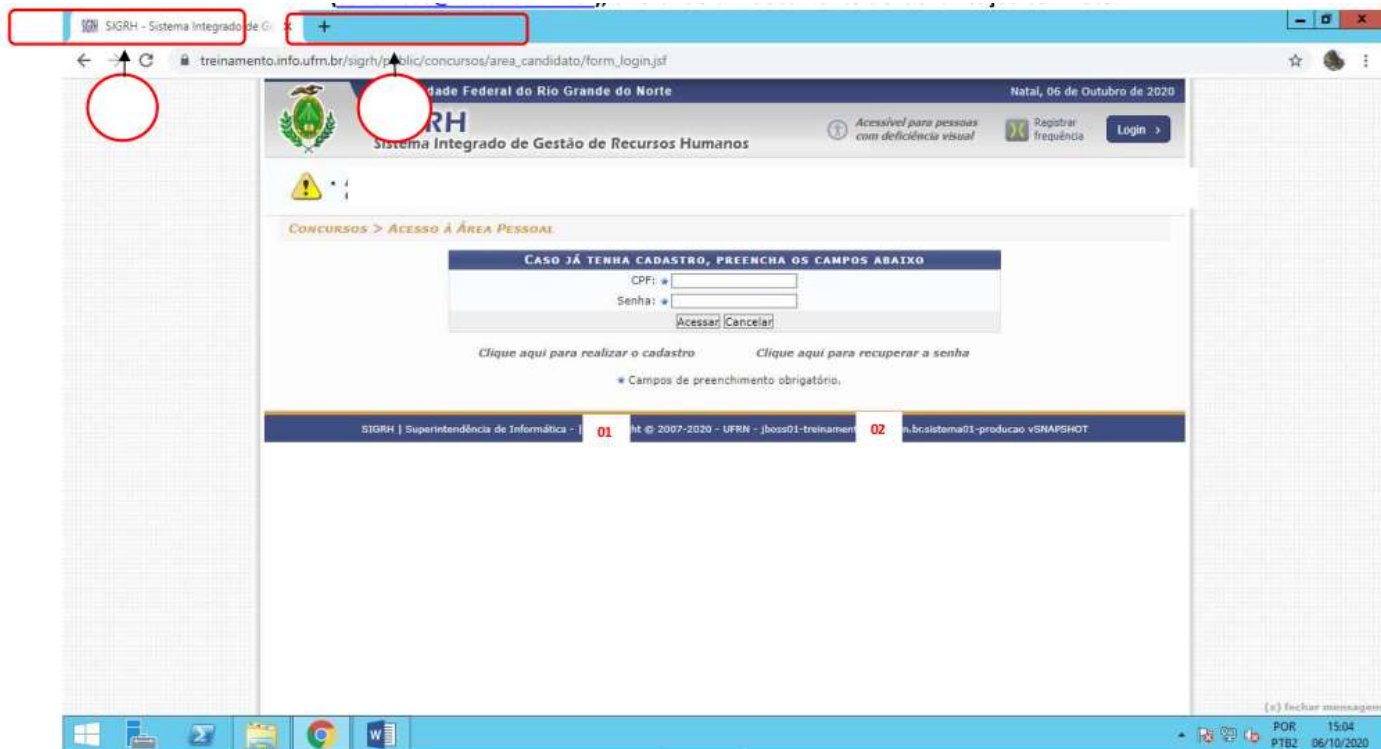 SIGRH - Sistema Integrado de G
treinamento.info.ufrn.br/sigrh/public/concursos/area_candidato/form_login.jsf
Federal do Rio Grande do Norte
Natal, 06 de Outubro de 2020
RH
Sistema Integrado de Gestão de Recursos Humanos
Acessível para pessoas
com deficiência visual
Registrar
frequência
Login >
Concursos > Acesso à Área Pessoal
Caso já tenha cadastro, preencha os campos abaixo
CPF:
Senha:
Acessar Cancelar
Clique aqui para realizar o cadastro Clique aqui para recuperar a senha
Campos de preenchimento obrigatório.
SIGRH | Superintendência de Informática - | 01 ht © 2007-2020 - UFRN - jboss01-treinamen 02 n.br.sistema01-producao vSNAPSHOT
(x) fechar mensagens
POR 15:04
PTB2 06/10/2020